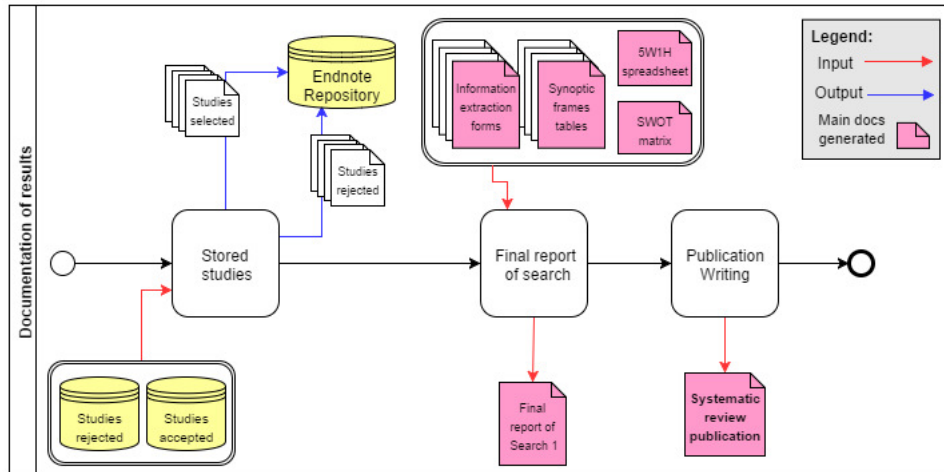 Documentation of results
Studies
selected
Endnote
Repository
Studies
rejected
Information
extraction
forms
Synoptic
frames
tables
5W1H
spreadsheet
SWOT
matrix
Legend:
Input
Output
Main docs
generated
Stored
studies
Final report
of search
Publication
Writing
Studies
rejected
Studies
accepted
Final
report of
Search 1
Systematic
review
publication